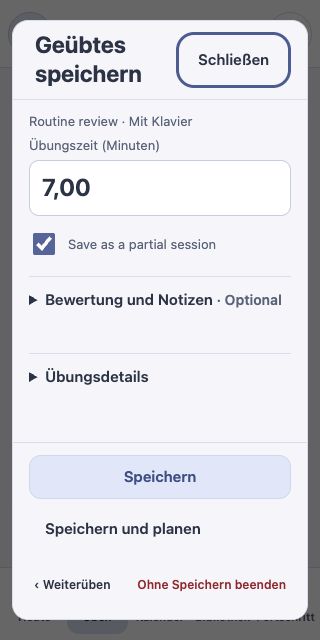 Geübtes
speichern
Schließen
Routine review · Mit Klavier
Übungszeit (Minuten)
7,00
Save as a partial session
Bewertung und Notizen · Optional
Übungsdetails
Speichern
Speichern und planen
‹ Weiterüben
Ohne Speichern beenden